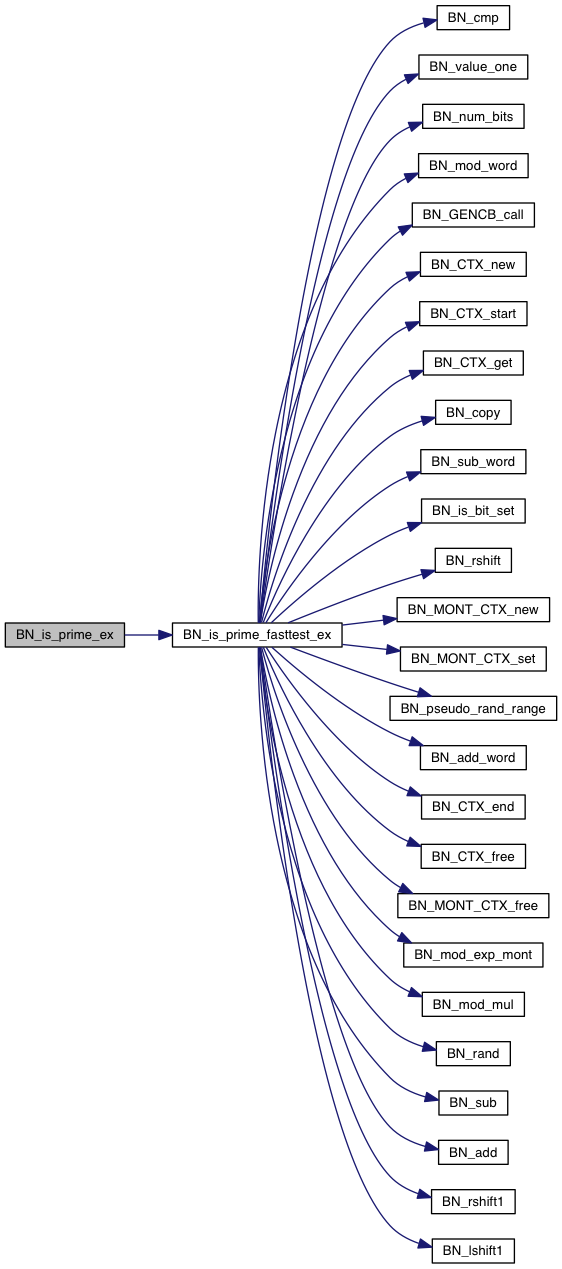 BN_cmp
BN_value_one
BN_num_bits
BN_mod_word
BN_GENCB_call
BN_CTX_new
BN_CTX_start
BN_CTX_get
BN_copy
BN_sub_word
BN_is_bit_set
BN_rshift
BN_MONT_CTX_new
BN_is_prime_ex
BN_is_prime_fasttest_ex
BN_MONT_CTX_set
BN_pseudo_rand_range
BN_add_word
BN_CTX_end
BN_CTX_free
BN_MONT_CTX_free
BN_mod_exp_mont
BN_mod_mul
BN_rand
BN_sub
BN_add
BN_rshift1
BN_lshift1